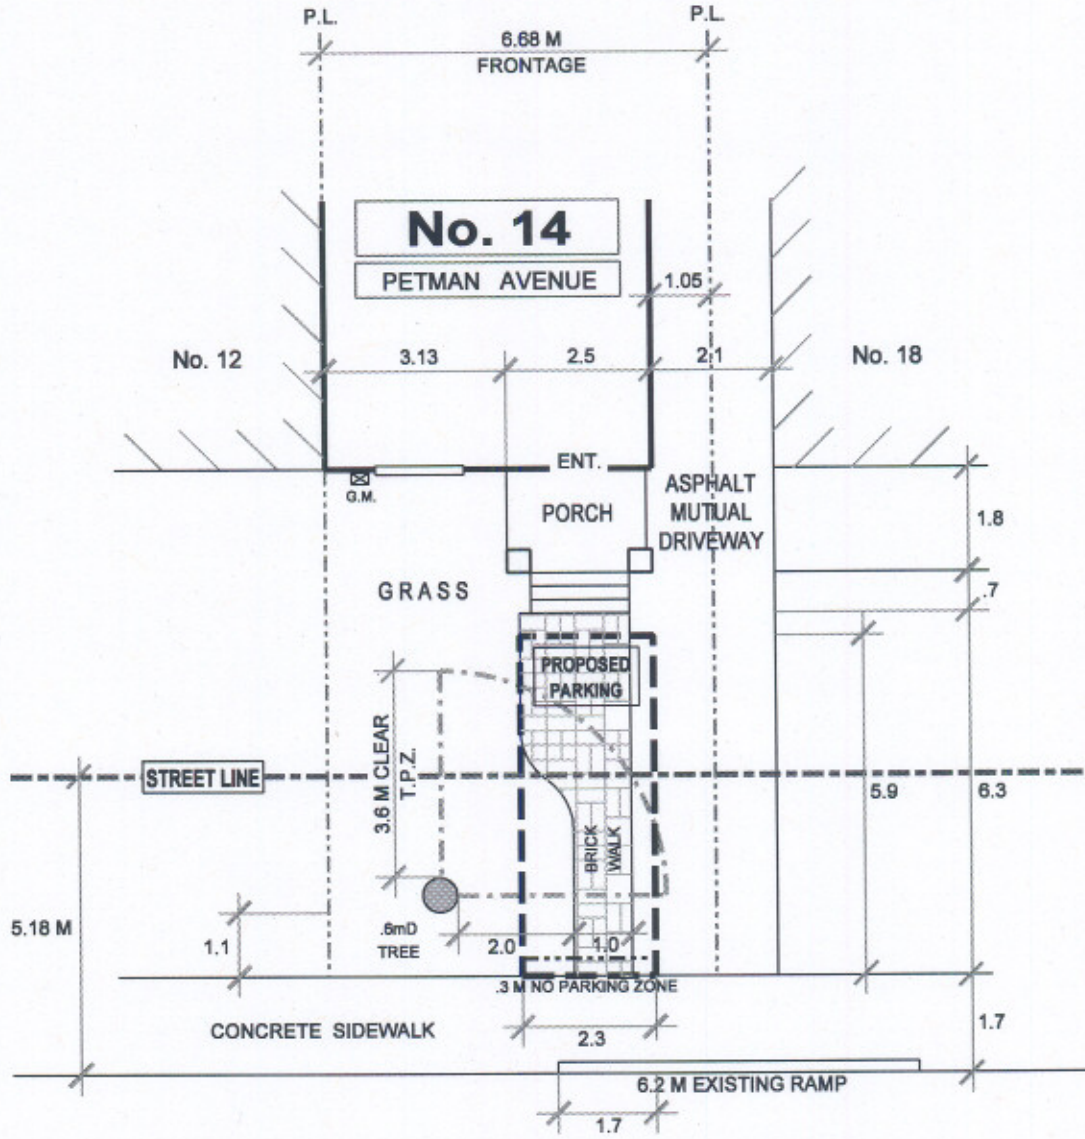 P.L.
P.L.
6.68 M
FRONTAGE
No. 14
PETMAN AVENUE
1.05
No. 12
3.13
2.5
2.1
No. 18
ENT.
G.M.
PORCH
ASPHALT
MUTUAL
DRIVEWAY
1.8
GRASS
.7
PROPOSED
PARKING
3.6 M CLEAR
T.P.Z.
STREET LINE
5.9
6.3
BRICK
WALK
5.18 M
1.1
.6mD
TREE
2.0
1.0
.3 M NO PARKING ZONE
CONCRETE SIDEWALK
2.3
1.7
6.2 M EXISTING RAMP
1.7